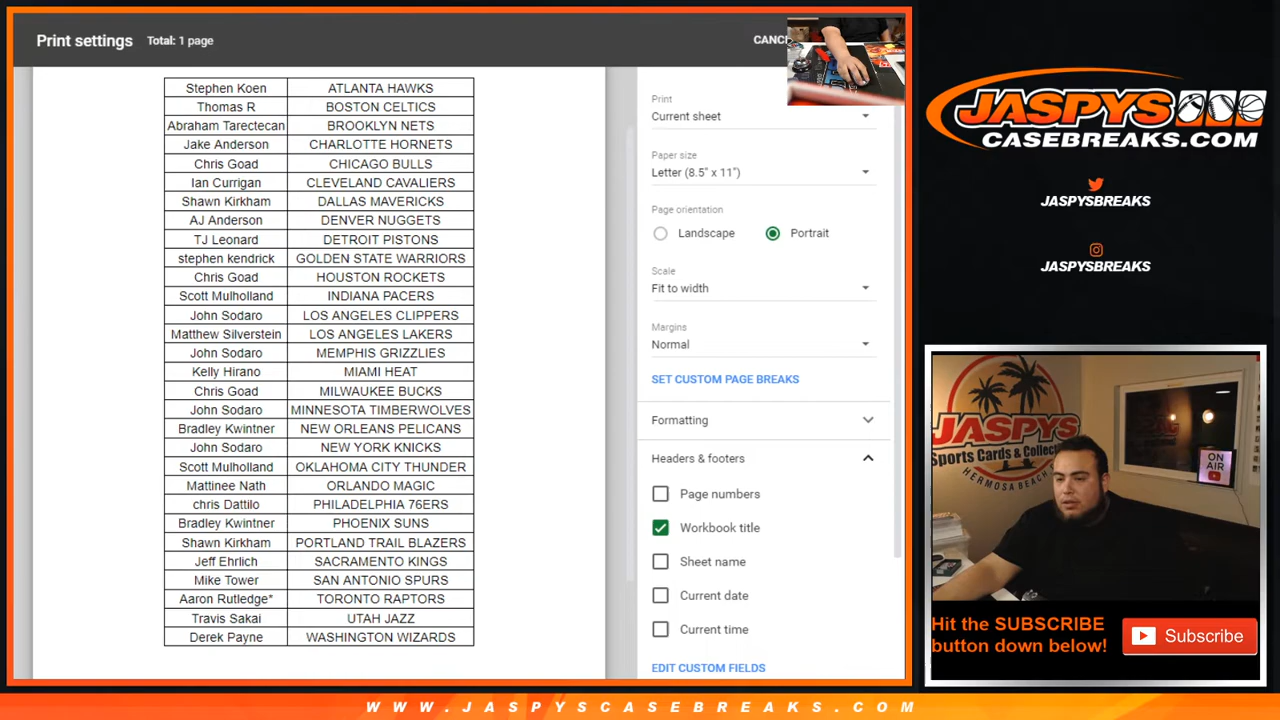 Print settings Total: 1 page
CANC
Stephen Koen ATLANTA HAWKS
Thomas R BOSTON CELTICS
Abraham Tarectecan BROOKLYN NETS
Jake Anderson CHARLOTTE HORNETS
Chris Goad CHICAGO BULLS
Ian Currigan CLEVELAND CAVALIERS
Shawn Kirkham DALLAS MAVERICKS
AJ Anderson DENVER NUGGETS
TJ Leonard DETROIT PISTONS
stephen kendrick GOLDEN STATE WARRIORS
Chris Goad HOUSTON ROCKETS
Scott Mulholland INDIANA PACERS
John Sodaro LOS ANGELES CLIPPERS
Matthew Silverstein LOS ANGELES LAKERS
John Sodaro MEMPHIS GRIZZLIES
Kelly Hirano MIAMI HEAT
Chris Goad MILWAUKEE BUCKS
John Sodaro MINNESOTA TIMBERWOLVES
Bradley Kwintner NEW ORLEANS PELICANS
John Sodaro NEW YORK KNICKS
Scott Mulholland OKLAHOMA CITY THUNDER
Mattinee Nath ORLANDO MAGIC
chris Dattilo PHILADELPHIA 76ERS
Bradley Kwintner PHOENIX SUNS
Shawn Kirkham PORTLAND TRAIL BLAZERS
Jeff Ehrlich SACRAMENTO KINGS
Mike Tower SAN ANTONIO SPURS
Aaron Rutledge* TORONTO RAPTORS
Travis Sakai UTAH JAZZ
Derek Payne WASHINGTON WIZARDS
Print
Current sheet
Paper size
Letter (8.5" x 11")
Page orientation
Landscape Portrait
Scale
Fit to width
Margins
Normal
SET CUSTOM PAGE BREAKS
Formatting
Headers & footers
Page numbers
Workbook title
Sheet name
Current date
Current time
EDIT CUSTOM FIELDS
JASPYS
CASEBREAKS.COM
JASPYSBREAKS
JASPYSBREAKS
JASPYS
Sports Cards & Collec
HERMOSA BEACH
ON
AIR
Hit the SUBSCRIBE
button down below!
Subscribe
WWW.JASPYSCASEBREAKS.COM